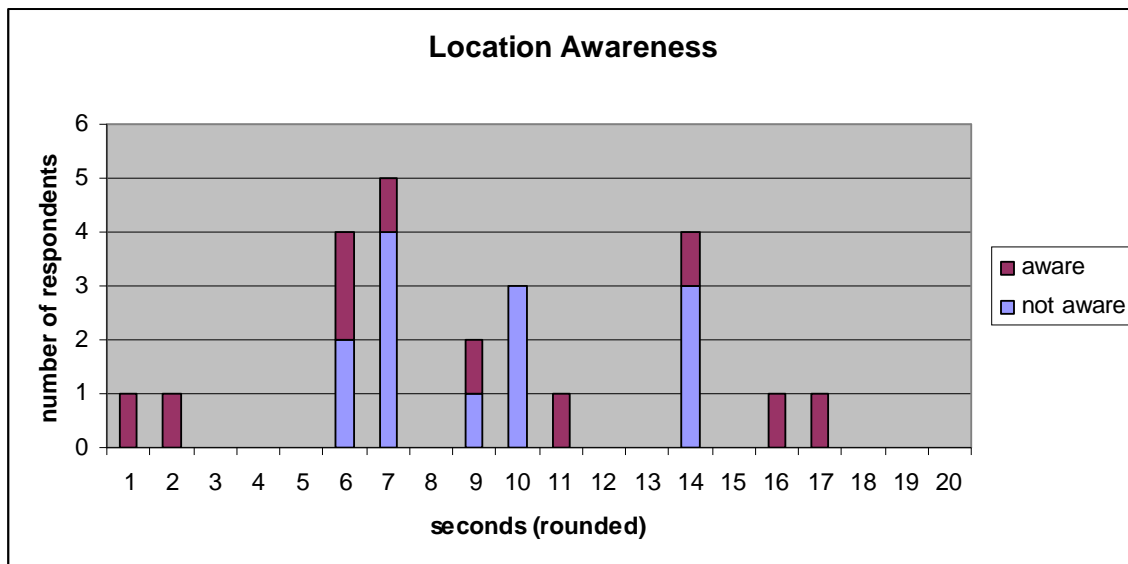 Location Awareness
6
5
4
3
2
1
0
number of respondents
1 2 3 4 5 6 7 8 9 10 11 12 13 14 15 16 17 18 19 20
seconds (rounded)
aware
not aware